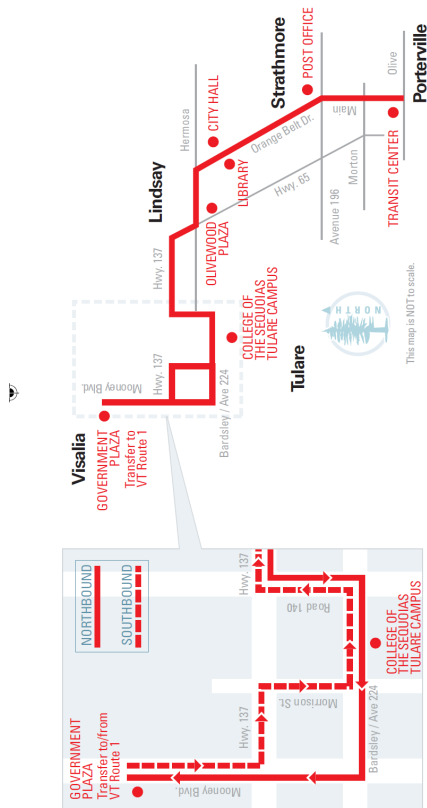 Visalia
GOVERNMENT
PLAZA
Transfer to
VT Route 1
Mooney Blvd.
Hwy. 137
Bardsley / Ave 224
COLLEGE OF
THE SEQUOIAS
TULARE CAMPUS
Tulare
Hwy. 137
Lindsay
OLIVEWOOD
PLAZA
LIBRARY
CITY HALL
Hermosa
Hwy. 65
Orange Belt Dr.
Strathmore
POST OFFICE
Avenue 196
Main
Morton
Olive
TRANSIT CENTER
Porterville
NORTH
This map is NOT to scale.
NORTHBOUND
SOUTHBOUND
GOVERNMENT
PLAZA
Transfer to/from
VT Route 1
Mooney Blvd.
Hwy. 137
Morrison St.
Road 140
Hwy. 137
Bardsley / Ave 224
COLLEGE OF
THE SEQUOIAS
TULARE CAMPUS